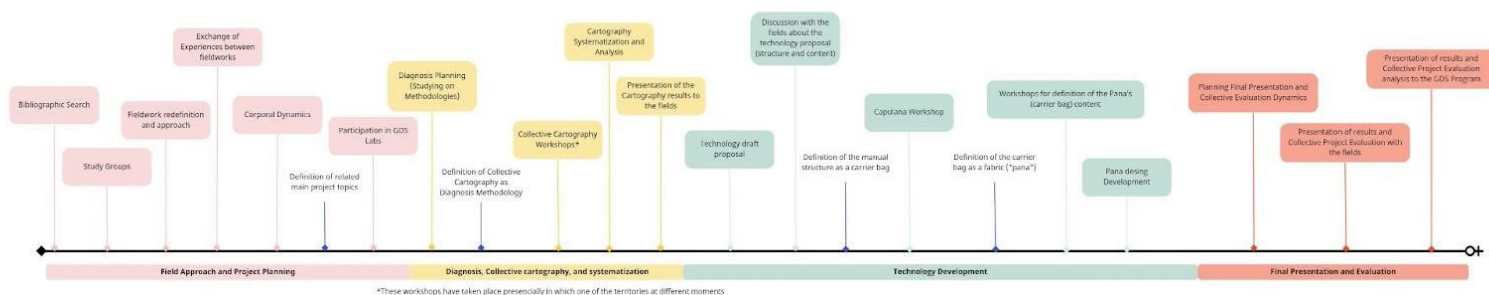 Bibliographic Search
Study Groups
Fieldwork redefinition
and approach
Exchange of
Experiences between
fieldworks
Corporal Dynamics
Definition of related
main project topics
Participation in GDS
Labs
Diagnosis Planning
(Studying on
Methodologies)
Definition of Collective
Cartography as
Diagnosis Methodology
Collective Cartography
Workshops*
Cartography
Systematization and
Analysis
Presentation of the
Cartography results to
the fields
Technology draft
proposal
Discussion with the
fields about the
technology proposal
(structure and content)
Definition of the manual
structure as a carrier bag
Capulana Workshop
Definition of the carrier
bag as a fabric ("pana")
Workshops for definition of the Pana's
(carrier bag) content
Pana desing
Development
Planning Final Presentation and
Collective Evaluation Dynamics
Presentation of results and
Collective Project Evaluation with
the fields
Presentation of results and
Collective Project Evaluation
analysis to the GDS Program
Field Approach and Project Planning
Diagnosis, Collective cartography, and systematization
Technology Development
Final Presentation and Evaluation
*These workshops have taken place presencially in which one of the territories at different moments